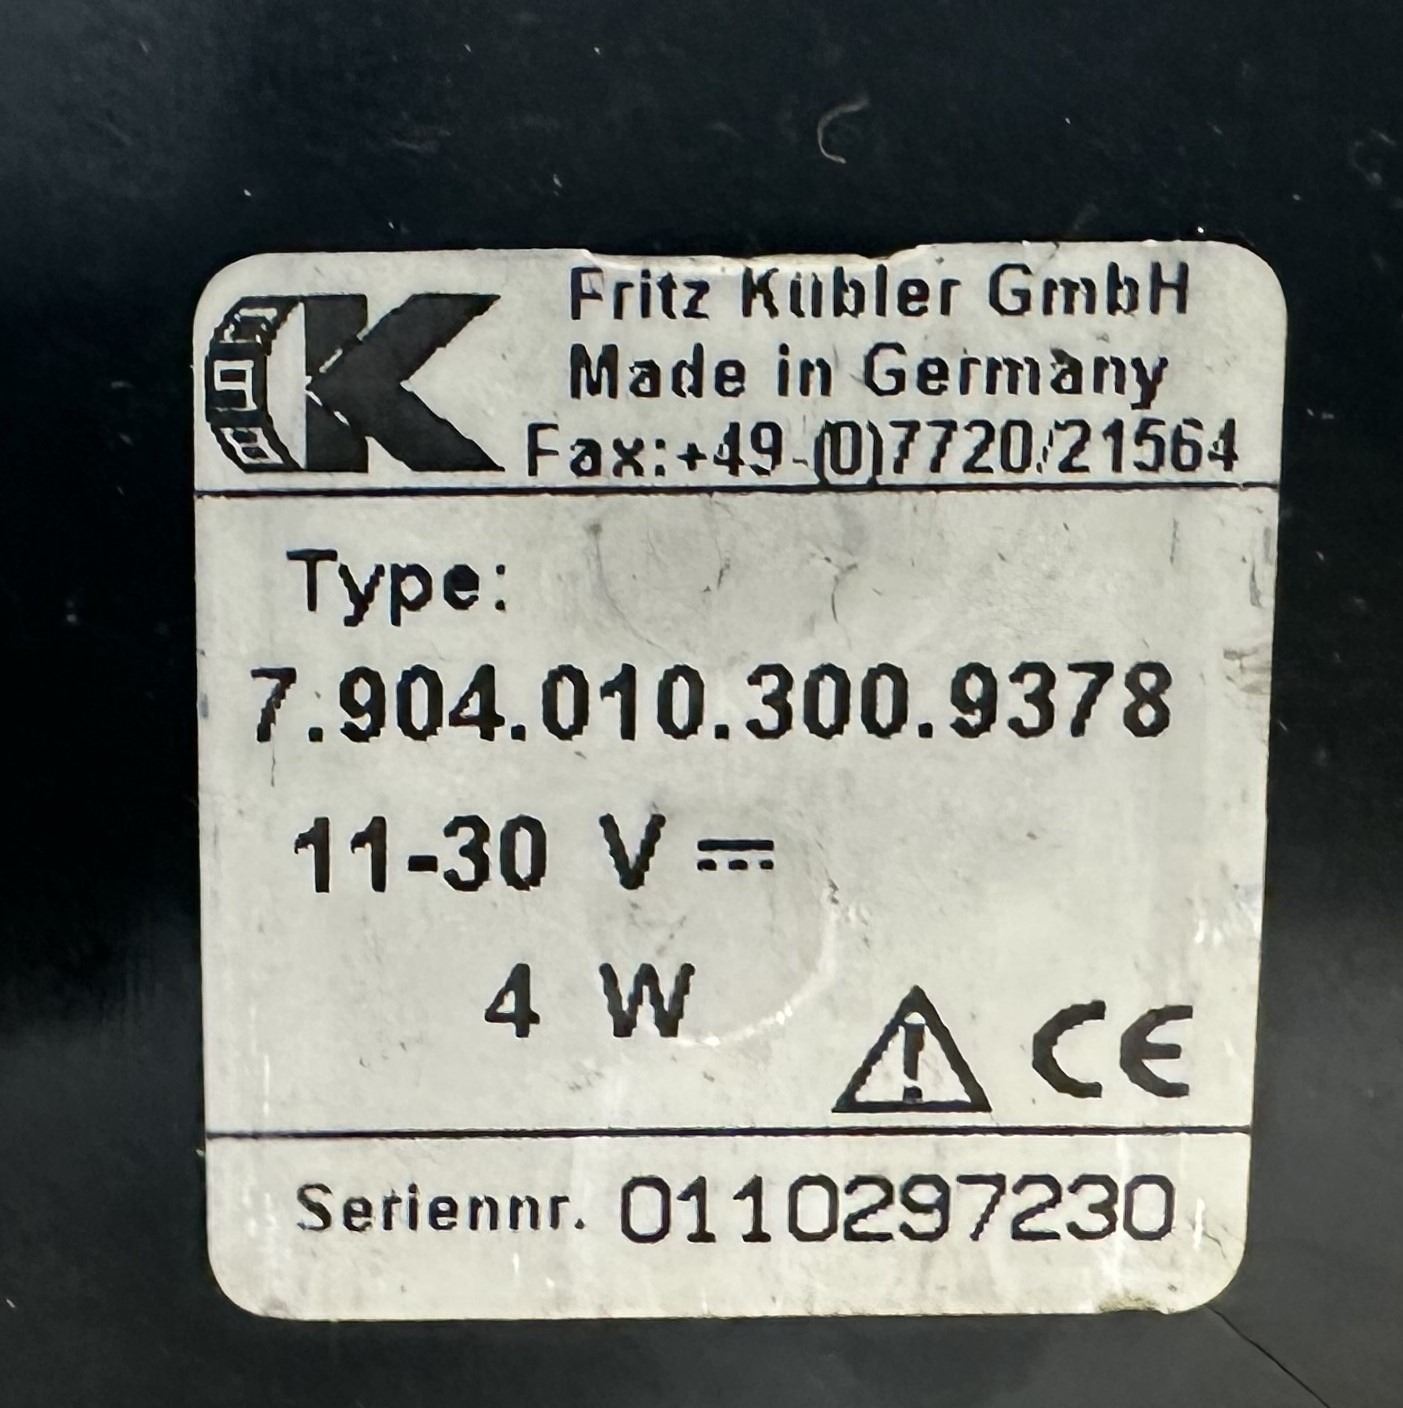 Fritz Kübler GmbH
Made in Germany
Fax:+49-(0)7720/21564
Type:
7.904.010.300.9378
11-30 V ⎓
4 W
CE
Seriennr. 0110297230